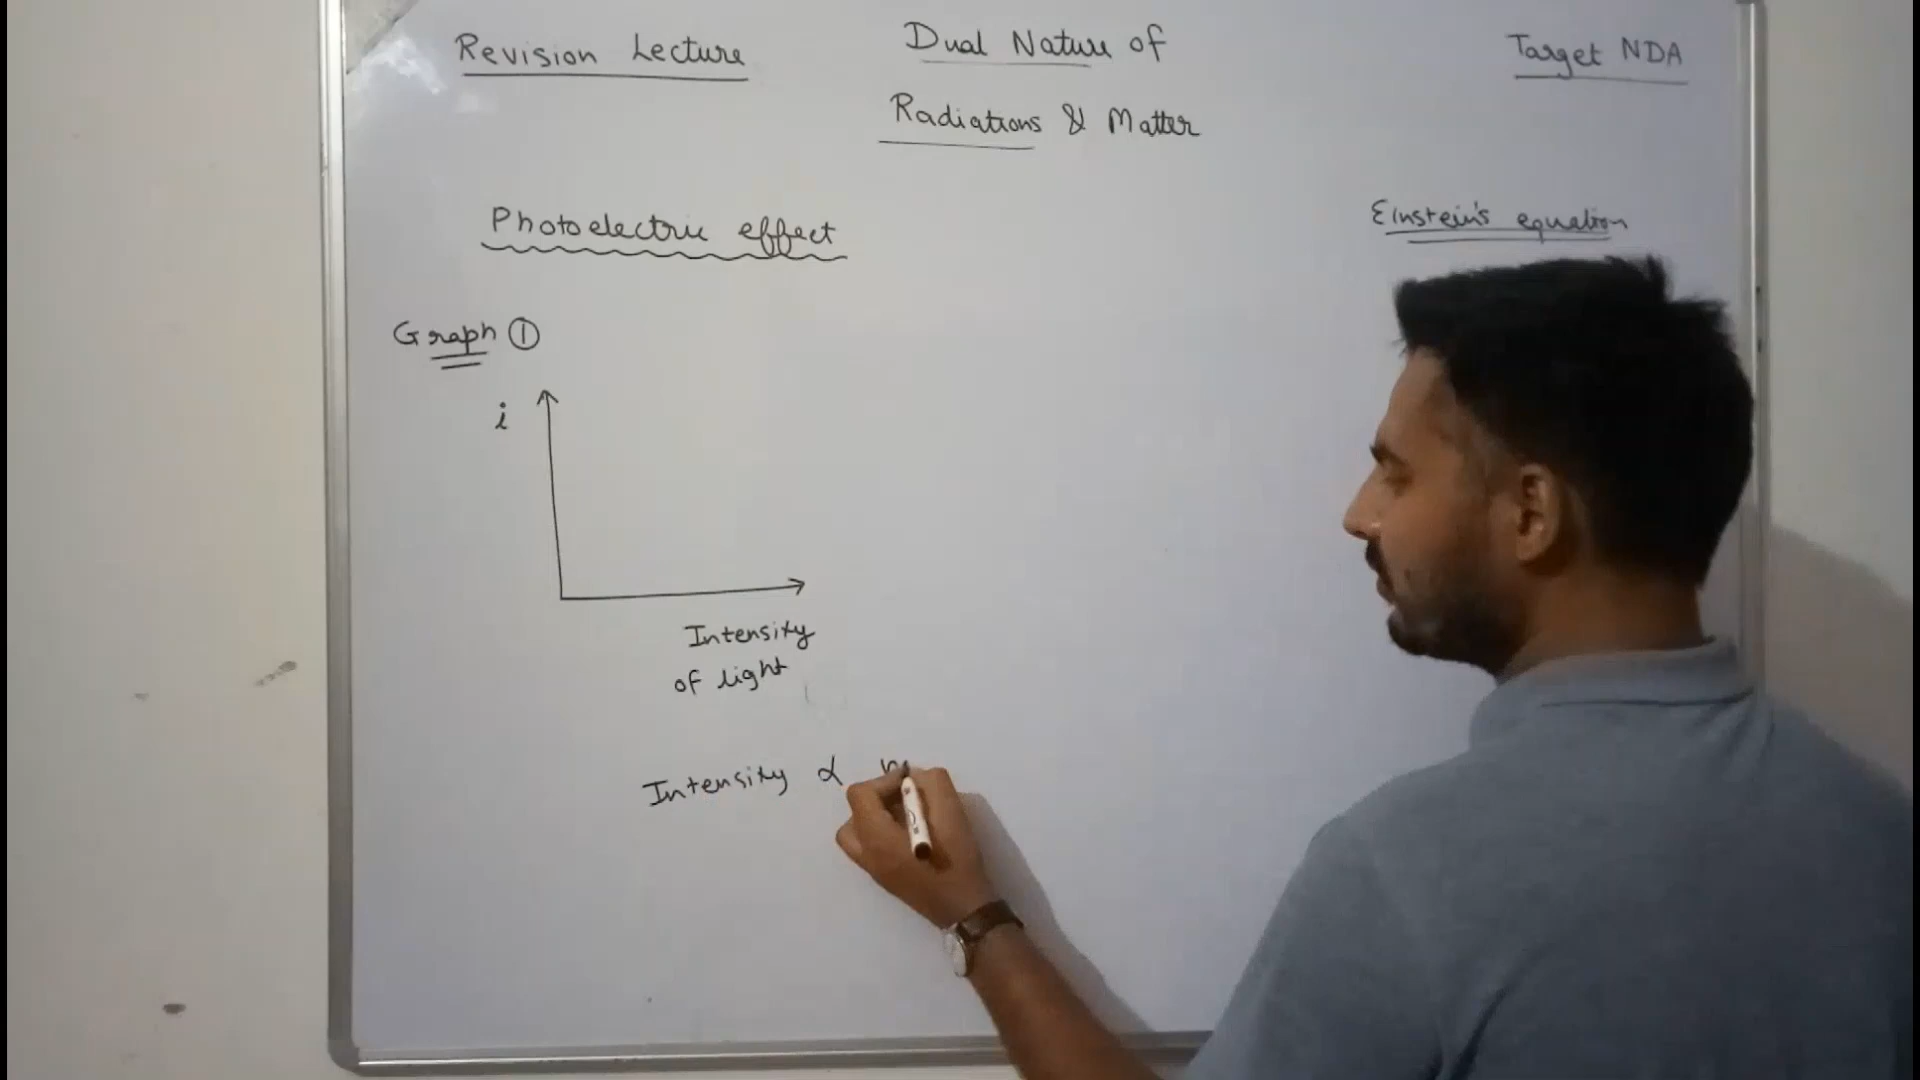 Revision Lecture
Dual Nature of
Radiations & Matter
Target NDA
Photoelectric effect
Einstein's equation
Graph ①
i
Intensity
of light
Intensity ∝